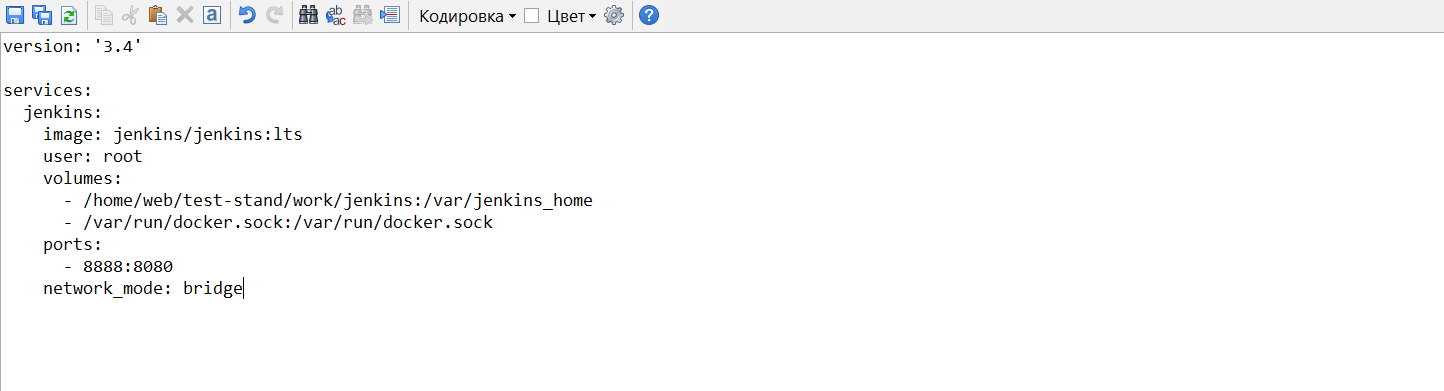 Кодировка Цвет
version: '3.4'
services:
jenkins:
image: jenkins/jenkins:lts
user: root
volumes:
- /home/web/test-stand/work/jenkins:/var/jenkins_home
- /var/run/docker.sock:/var/run/docker.sock
ports:
- 8888:8080
network_mode: bridge